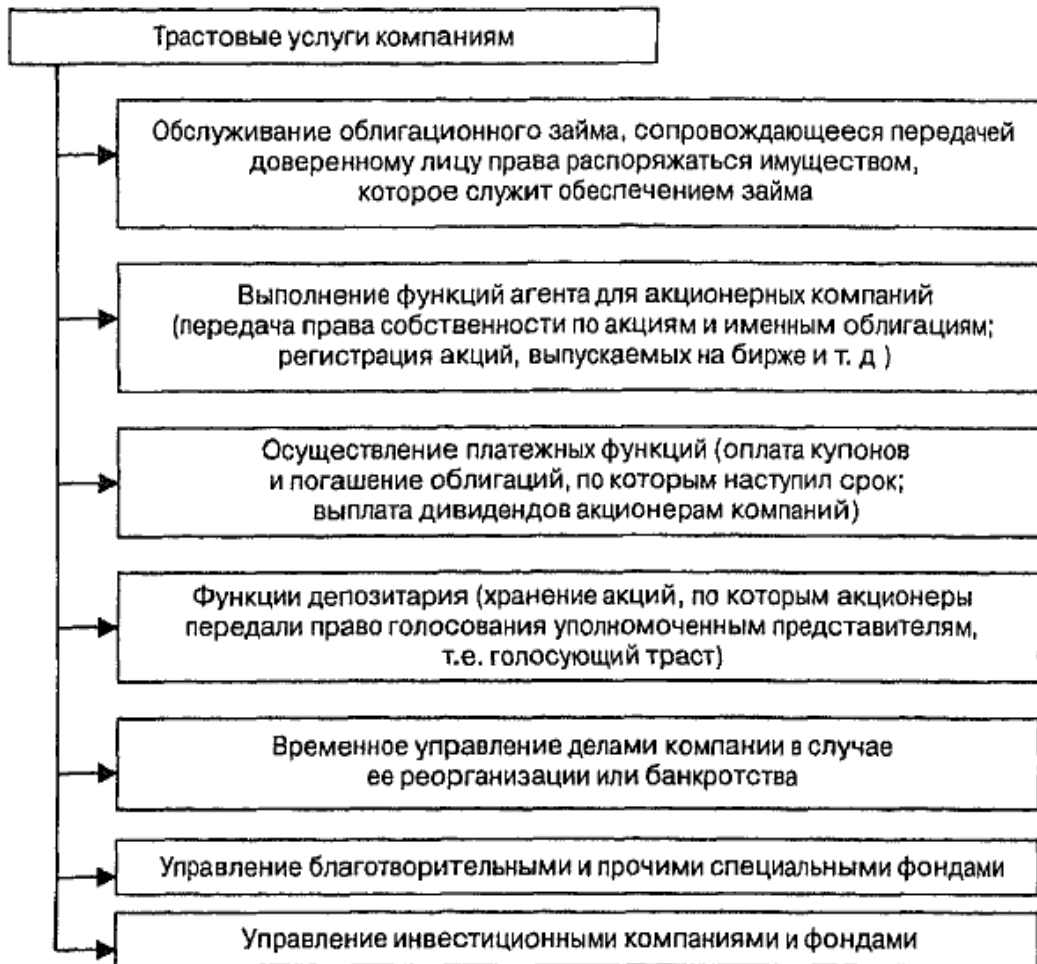 Трастовые услуги компаниям
Обслуживание облигационного займа, сопровождающееся передачей
доверенному лицу права распоряжаться имуществом,
которое служит обеспечением займа
Выполнение функций агента для акционерных компаний
(передача права собственности по акциям и именным облигациям;
регистрация акций, выпускаемых на бирже и т. д )
Осуществление платежных функций (оплата купонов
и погашение облигаций, по которым наступил срок;
выплата дивидендов акционерам компаний)
Функции депозитария (хранение акций, по которым акционеры
передали право голосования уполномоченным представителям,
т.е. голосующий траст)
Временное управление делами компании в случае
ее реорганизации или банкротства
Управление благотворительными и прочими специальными фондами
Управление инвестиционными компаниями и фондами